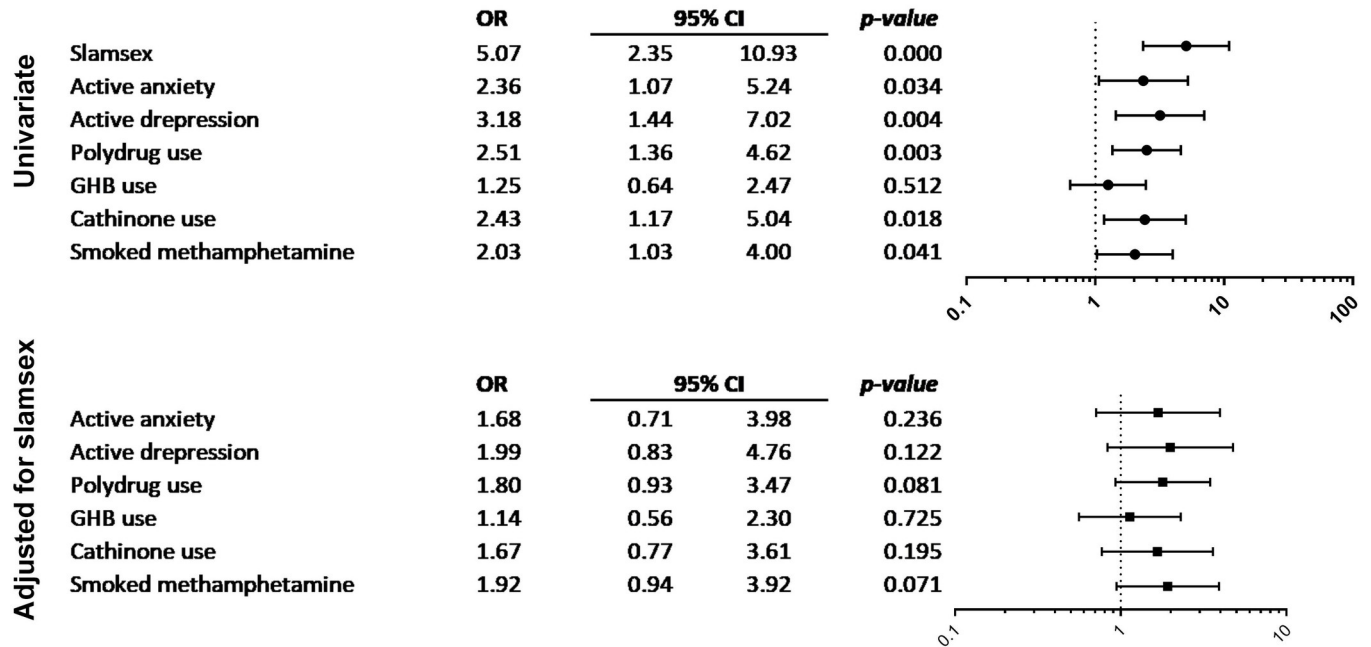 OR 95% CI p-value
Univariate
Slamsex 5.07 2.35 10.93 0.000
Active anxiety 2.36 1.07 5.24 0.034
Active drepression 3.18 1.44 7.02 0.004
Polydrug use 2.51 1.36 4.62 0.003
GHB use 1.25 0.64 2.47 0.512
Cathinone use 2.43 1.17 5.04 0.018
Smoked methamphetamine 2.03 1.03 4.00 0.041
0.1 1 10 100
OR 95% CI p-value
Adjusted for slamsex
Active anxiety 1.68 0.71 3.98 0.236
Active drepression 1.99 0.83 4.76 0.122
Polydrug use 1.80 0.93 3.47 0.081
GHB use 1.14 0.56 2.30 0.725
Cathinone use 1.67 0.77 3.61 0.195
Smoked methamphetamine 1.92 0.94 3.92 0.071
0.1 1 10